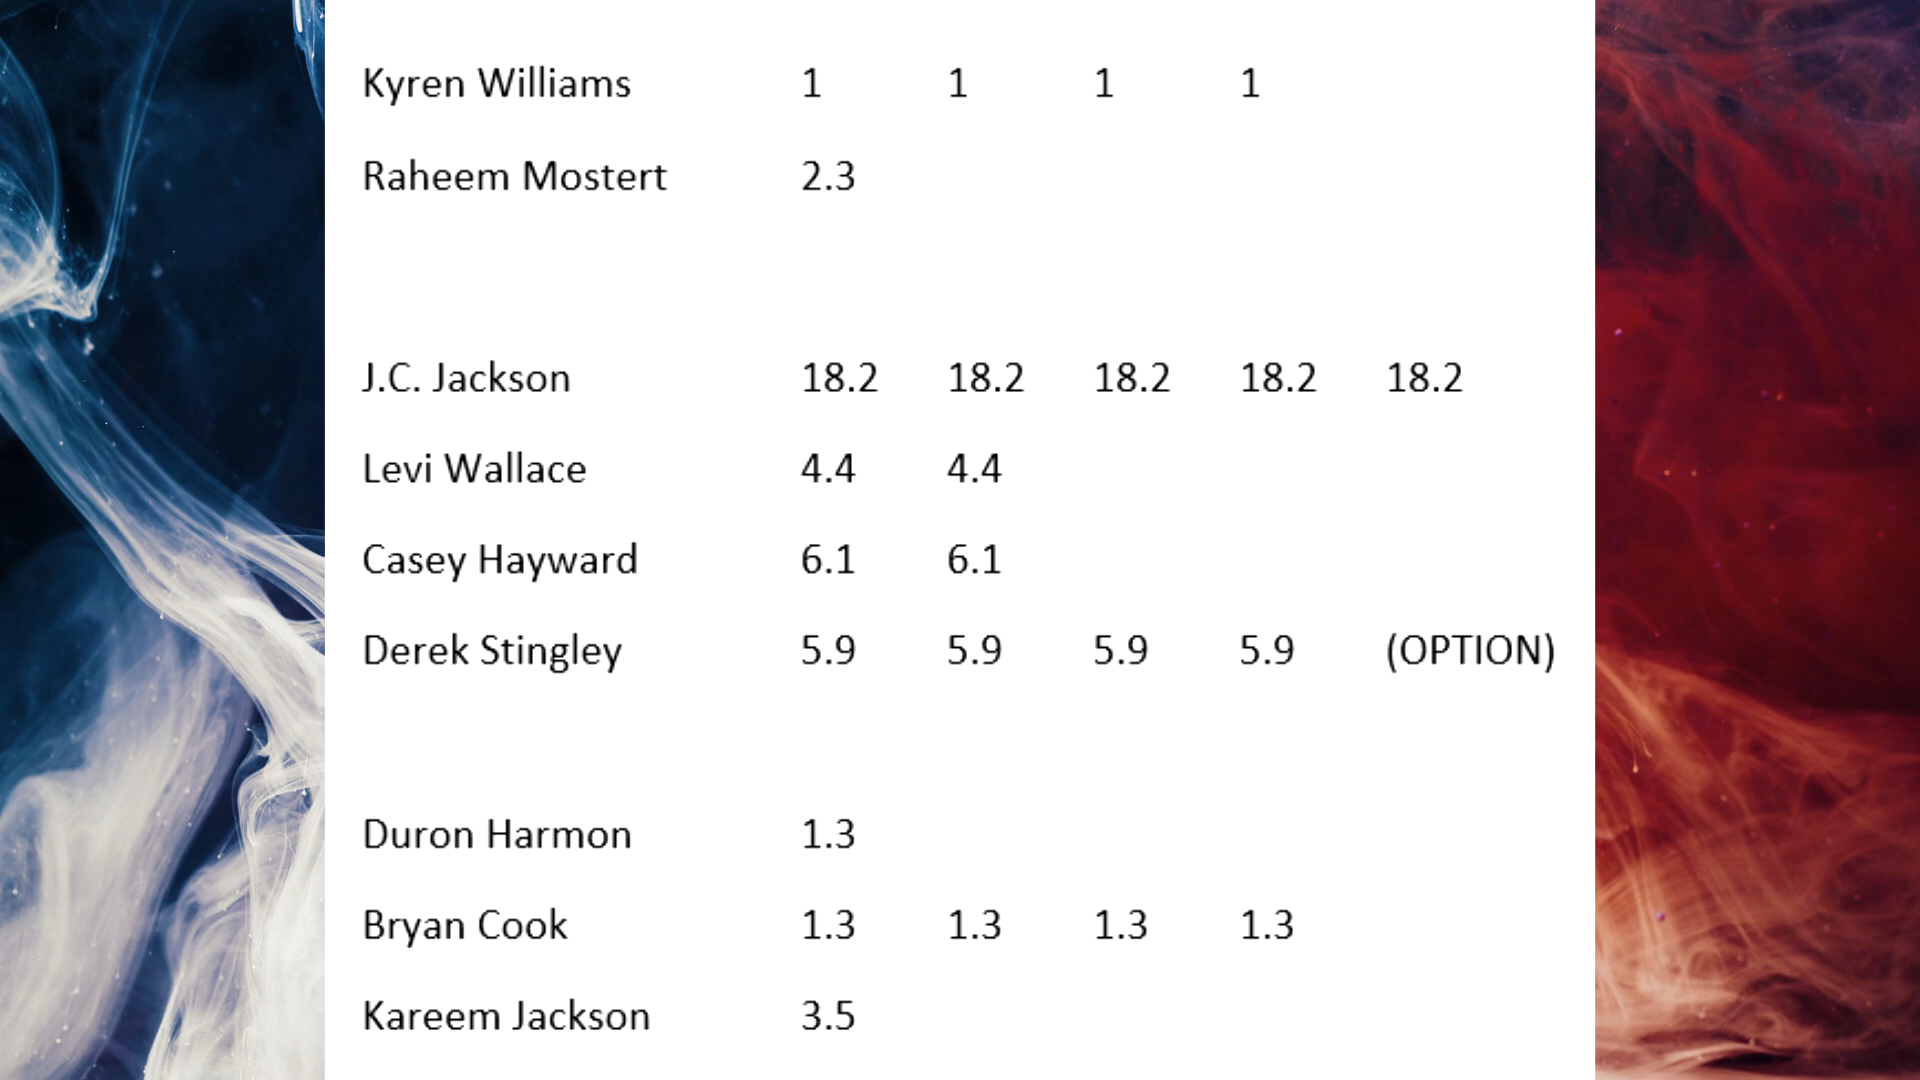 Kyren Williams 1 1 1 1
Raheem Mostert 2.3
J.C. Jackson 18.2 18.2 18.2 18.2 18.2
Levi Wallace 4.4 4.4
Casey Hayward 6.1 6.1
Derek Stingley 5.9 5.9 5.9 5.9 (OPTION)
Duron Harmon 1.3
Bryan Cook 1.3 1.3 1.3 1.3
Kareem Jackson 3.5